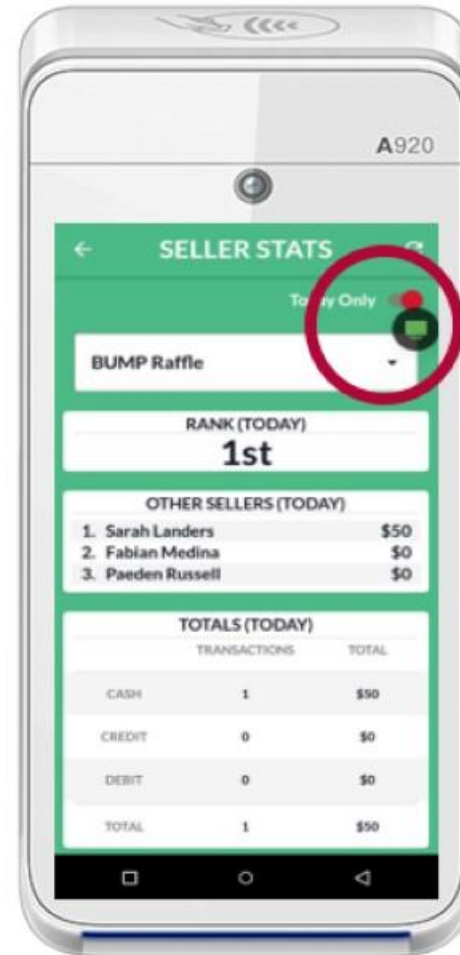 A920
SELLER STATS
Today Only
BUMP Raffle
RANK (TODAY)
1st
OTHER SELLERS (TODAY)
1. Sarah Landers $50
2. Fabian Medina $0
3. Paeden Russell $0
TOTALS (TODAY)
TRANSACTIONS TOTAL
CASH 1 $50
CREDIT 0 $0
DEBIT 0 $0
TOTAL 1 $50